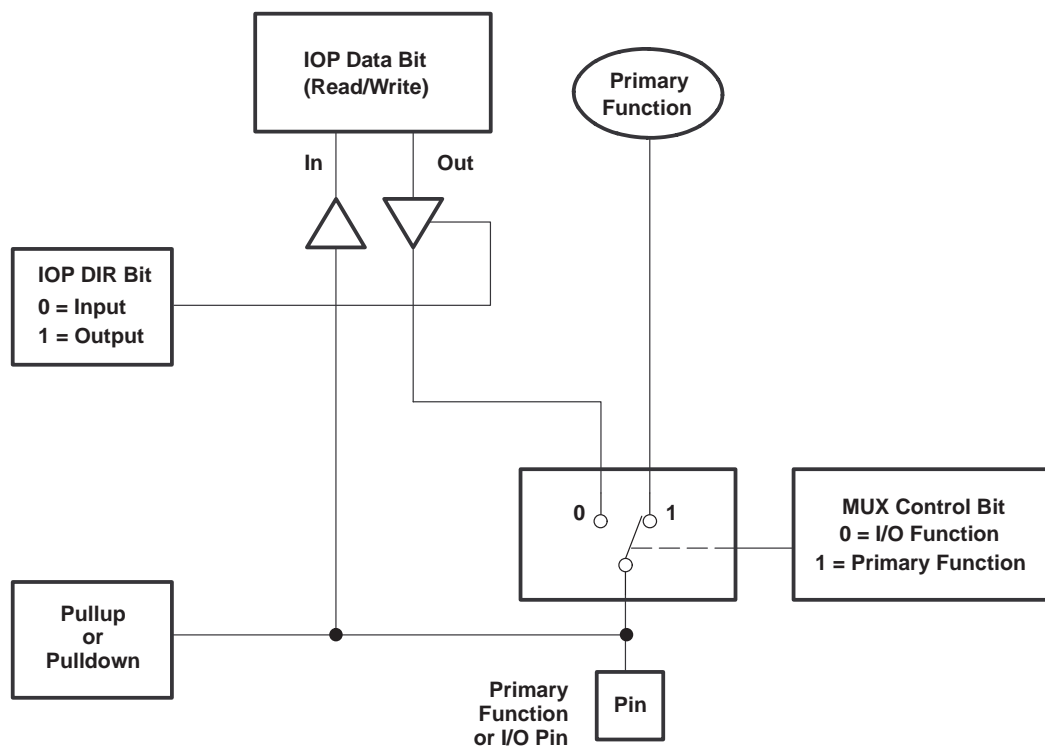 IOP Data Bit
(Read/Write)
Primary
Function
In
Out
IOP DIR Bit
0 = Input
1 = Output
0
1
MUX Control Bit
0 = I/O Function
1 = Primary Function
Pullup
or
Pulldown
Primary
Function
or I/O Pin
Pin